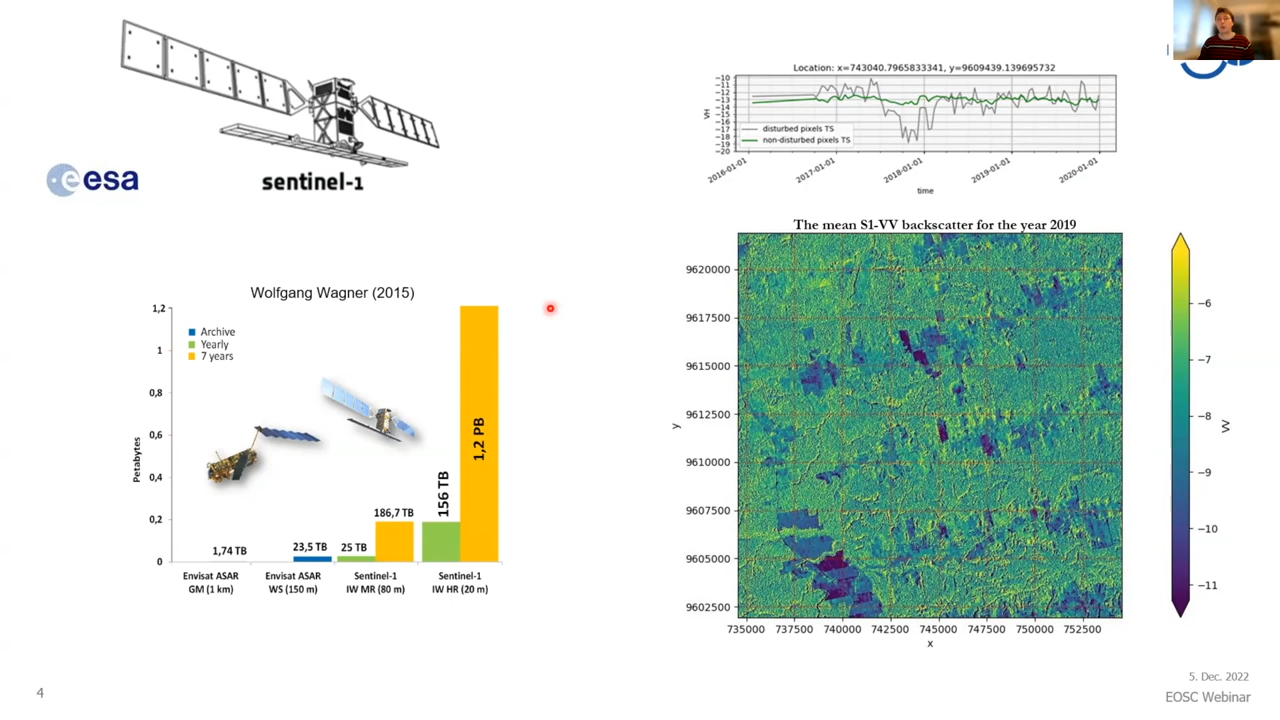 esa
sentinel-1
Wolfgang Wagner (2015)
Petabytes
1,2
1
0,8
0,6
0,4
0,2
0
Archive
Yearly
7 years
1,74 TB
23,5 TB
25 TB
186,7 TB
156 TB
1,2 PB
Envisat ASAR
GM (1 km)
Envisat ASAR
WS (150 m)
Sentinel-1
IW MR (80 m)
Sentinel-1
IW HR (20 m)
Location: x=743040.7965833341, y=9609439.139695732
VH
−10
−11
−12
−13
−14
−15
−16
−17
−18
−19
−20
disturbed pixels TS
non-disturbed pixels TS
2016-01-01
2017-01-01
2018-01-01
2019-01-01
2020-01-01
time
The mean S1-VV backscatter for the year 2019
y
9620000
9617500
9615000
9612500
9610000
9607500
9605000
9602500
735000 737500 740000 742500 745000 747500 750000 752500
x
−6
−7
−8
−9
−10
−11
VV
4
5. Dec. 2022
EOSC Webinar